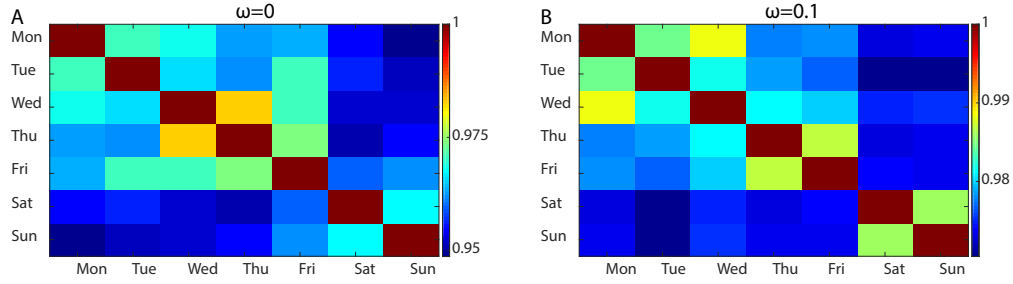 A
ω=0
1
Mon
Tue
Wed
Thu
Fri
Sat
Sun
0.975
0.95
Mon Tue Wed Thu Fri Sat Sun
B
ω=0.1
1
Mon
Tue
Wed
Thu
Fri
Sat
Sun
0.99
0.98
Mon Tue Wed Thu Fri Sat Sun